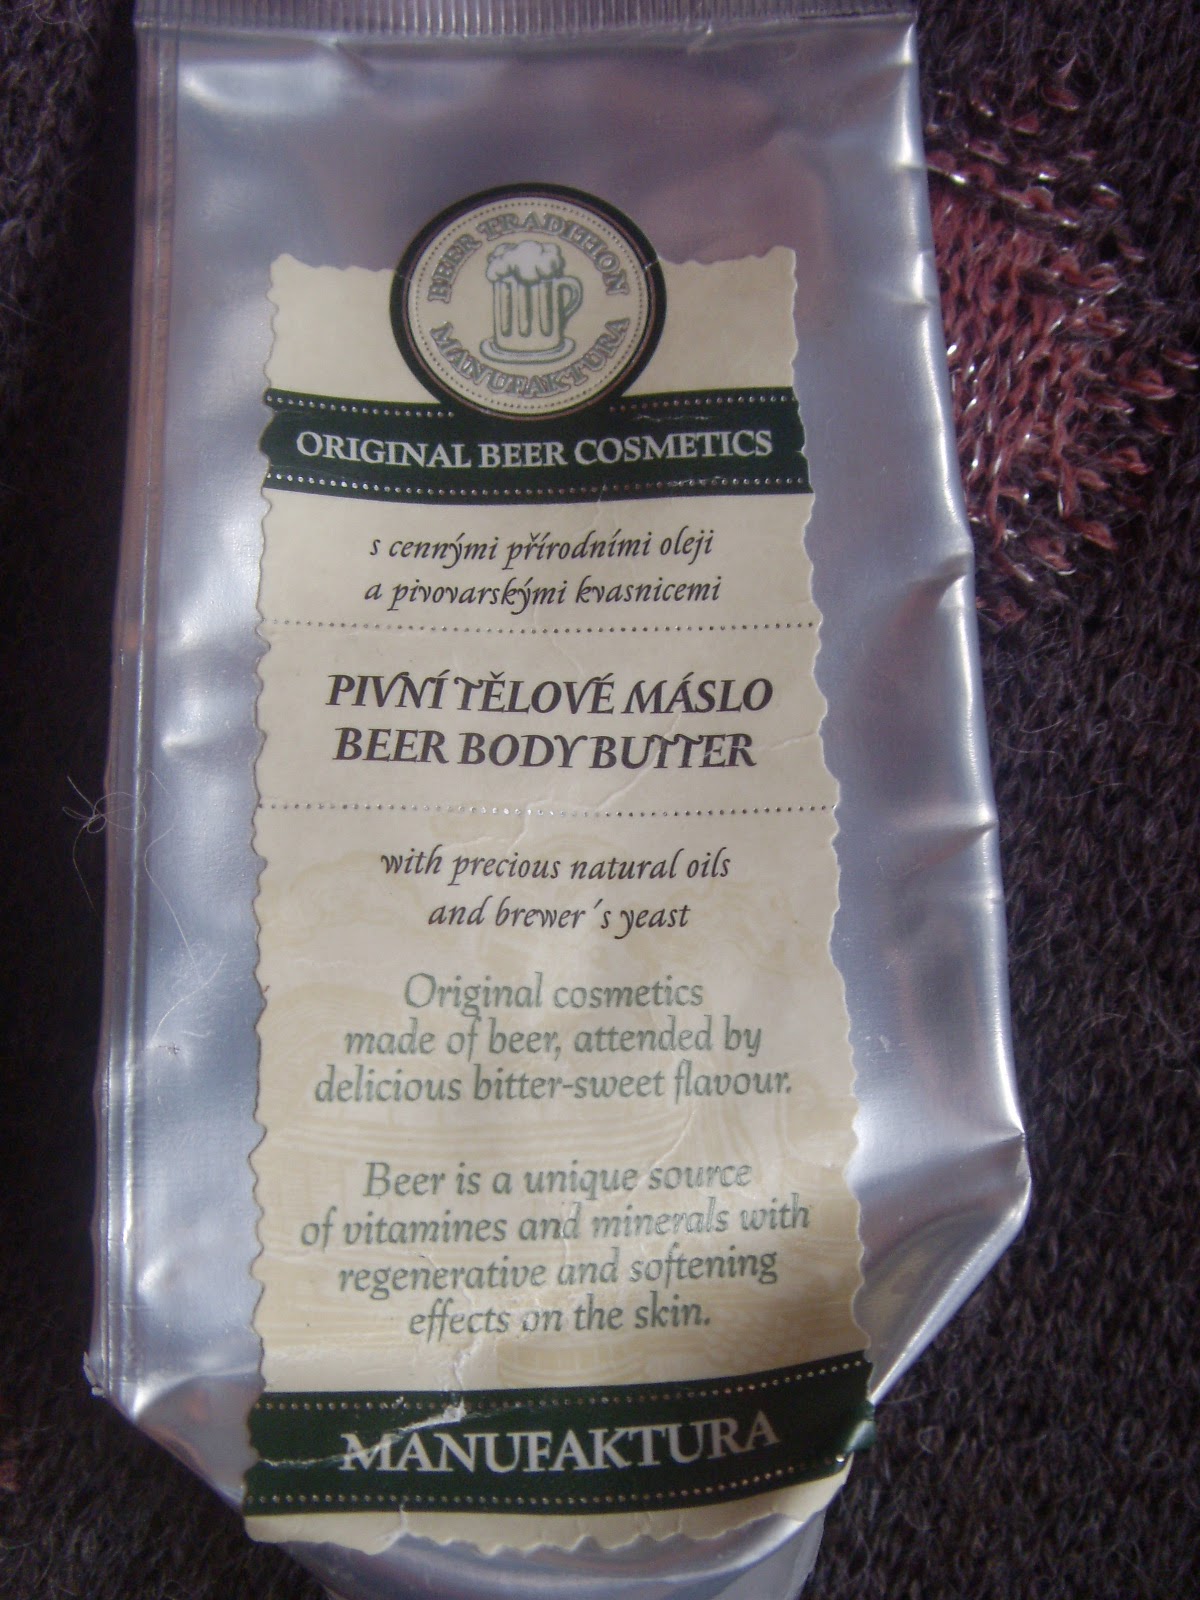 BEER TRADITION
MANUFAKTURA
ORIGINAL BEER COSMETICS
s cennými přírodními oleji
a pivovarskými kvasnicemi
PIVNÍ TĚLOVÉ MÁSLO
BEER BODY BUTTER
with precious natural oils
and brewer´s yeast
Original cosmetics
made of beer, attended by
delicious bitter-sweet flavour.
Beer is a unique source
of vitamines and minerals with
regenerative and softening
effects on the skin.
MANUFAKTURA